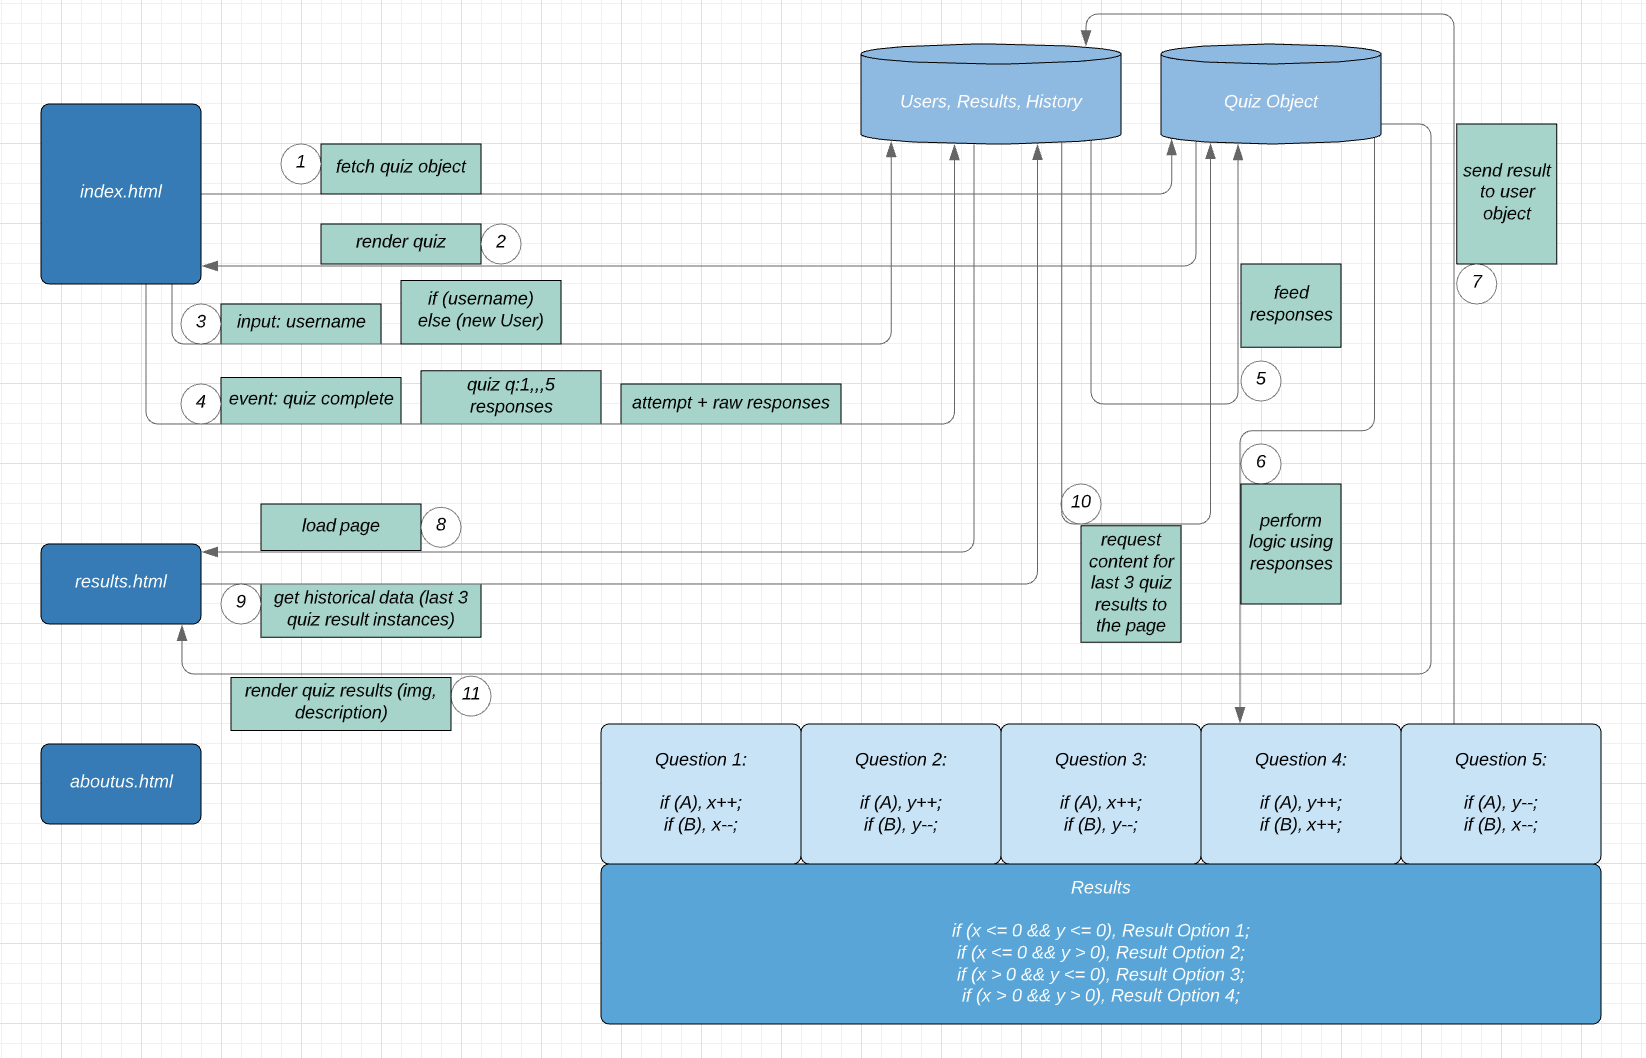 Users, Results, History
Quiz Object
index.html
1
fetch quiz object
render quiz
2
3
input: username
if (username)
else (new User)
4
event: quiz complete
quiz q:1,,,5
responses
attempt + raw responses
send result
to user
object
7
feed
responses
5
6
perform
logic using
responses
10
request
content for
last 3 quiz
results to
the page
load page
8
results.html
9
get historical data (last 3
quiz result instances)
render quiz results (img,
description)
11
aboutus.html
Question 1:
if (A), x++;
if (B), x--;
Question 2:
if (A), y++;
if (B), y--;
Question 3:
if (A), x++;
if (B), y--;
Question 4:
if (A), y++;
if (B), x++;
Question 5:
if (A), y--;
if (B), x--;
Results
if (x <= 0 && y <= 0), Result Option 1;
if (x <= 0 && y > 0), Result Option 2;
if (x > 0 && y <= 0), Result Option 3;
if (x > 0 && y > 0), Result Option 4;